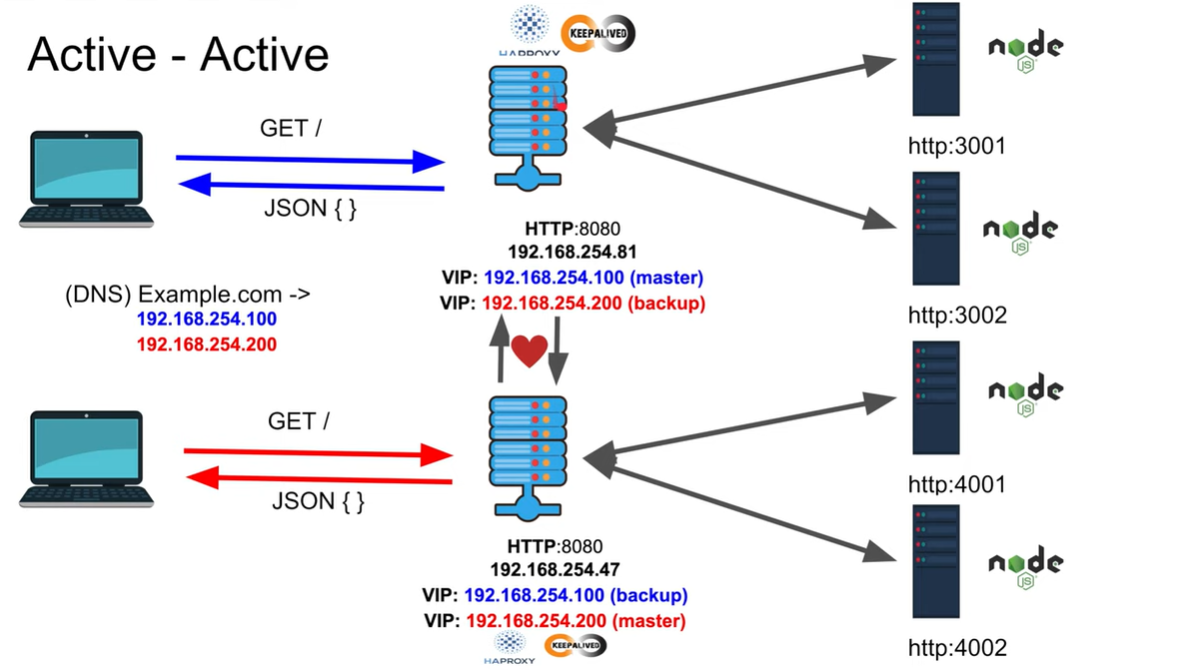 Active - Active
HAPROXY
KEEPALIVED
GET /
JSON { }
HTTP:8080
192.168.254.81
VIP: 192.168.254.100 (master)
VIP: 192.168.254.200 (backup)
(DNS) Example.com ->
192.168.254.100
192.168.254.200
GET /
JSON { }
HTTP:8080
192.168.254.47
VIP: 192.168.254.100 (backup)
VIP: 192.168.254.200 (master)
HAPROXY
KEEPALIVED
node
JS
http:3001
node
JS
http:3002
node
JS
http:4001
node
JS
http:4002